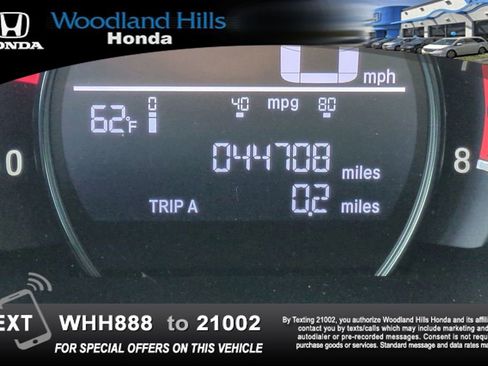 Woodland Hills
HONDA
Honda
0 mph
62°F
0 40 mpg 80
0
044708 miles
8
TRIP A 0.2 miles
TEXT WHH888 to 21002
FOR SPECIAL OFFERS ON THIS VEHICLE
By Texting 21002, you authorize Woodland Hills Honda and its affili
contact you by texts/calls which may include marketing and
autodialer or pre-recorded messages. Consent is not requi
purchase goods or services. Standard message and data rates ma